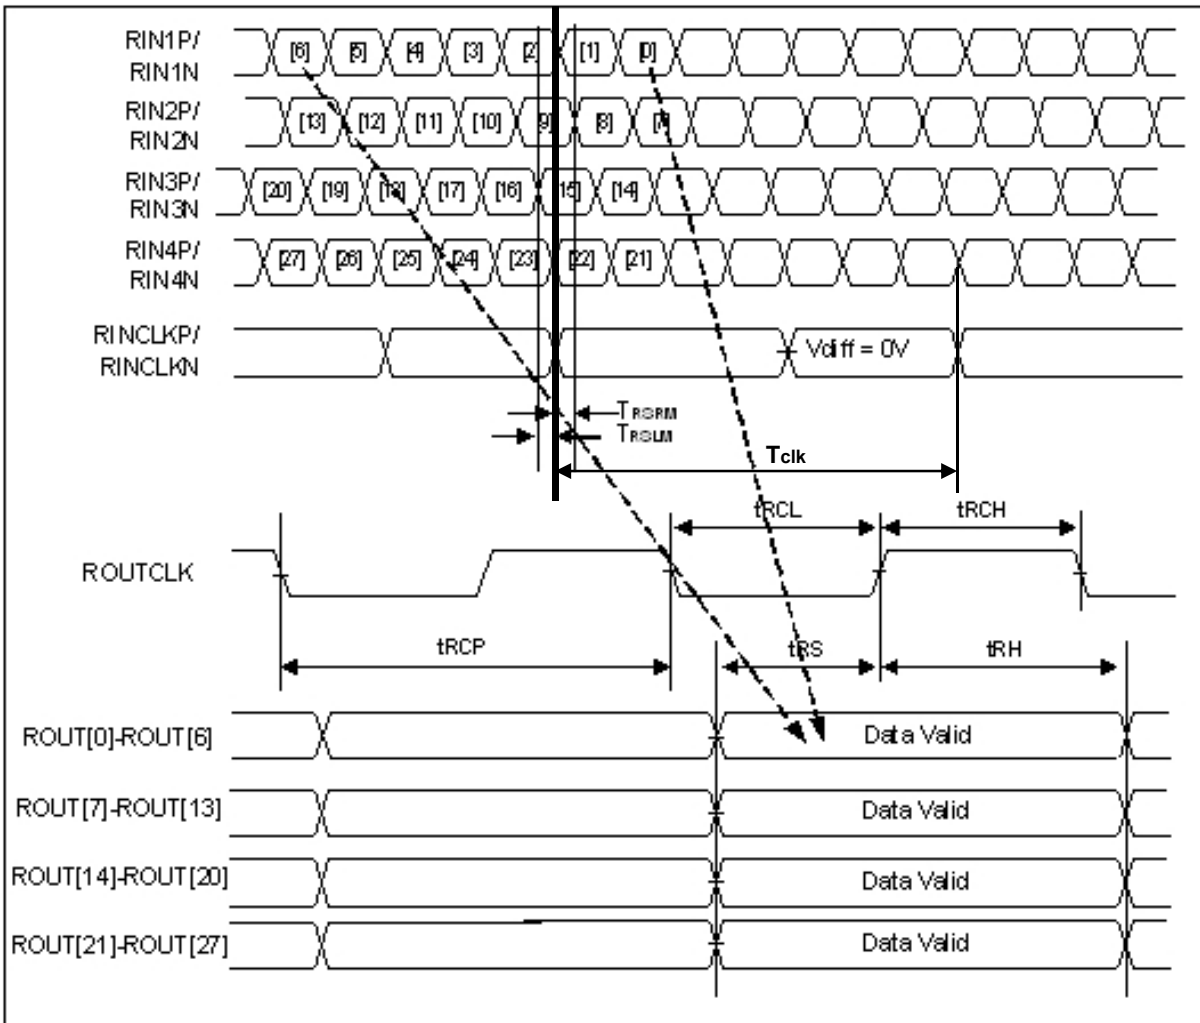 RIN1P/
RIN1N
[6] [5] [4] [3] [2] [1] [0]
RIN2P/
RIN2N
[13] [12] [11] [10] [9] [8]
RIN3P/
RIN3N
[20] [19] [18] [17] [16] [15] [14]
RIN4P/
RIN4N
[27] [26] [25] [24] [23] [22] [21]
RINCLKP/
RINCLKN
Vdiff = 0V
TRSRM
TRSLM
Tclk
tRCL
tRCH
ROUTCLK
tRCP
tRS
tRH
ROUT[0]-ROUT[6]
Data Valid
ROUT[7]-ROUT[13]
Data Valid
ROUT[14]-ROUT[20]
Data Valid
ROUT[21]-ROUT[27]
Data Valid